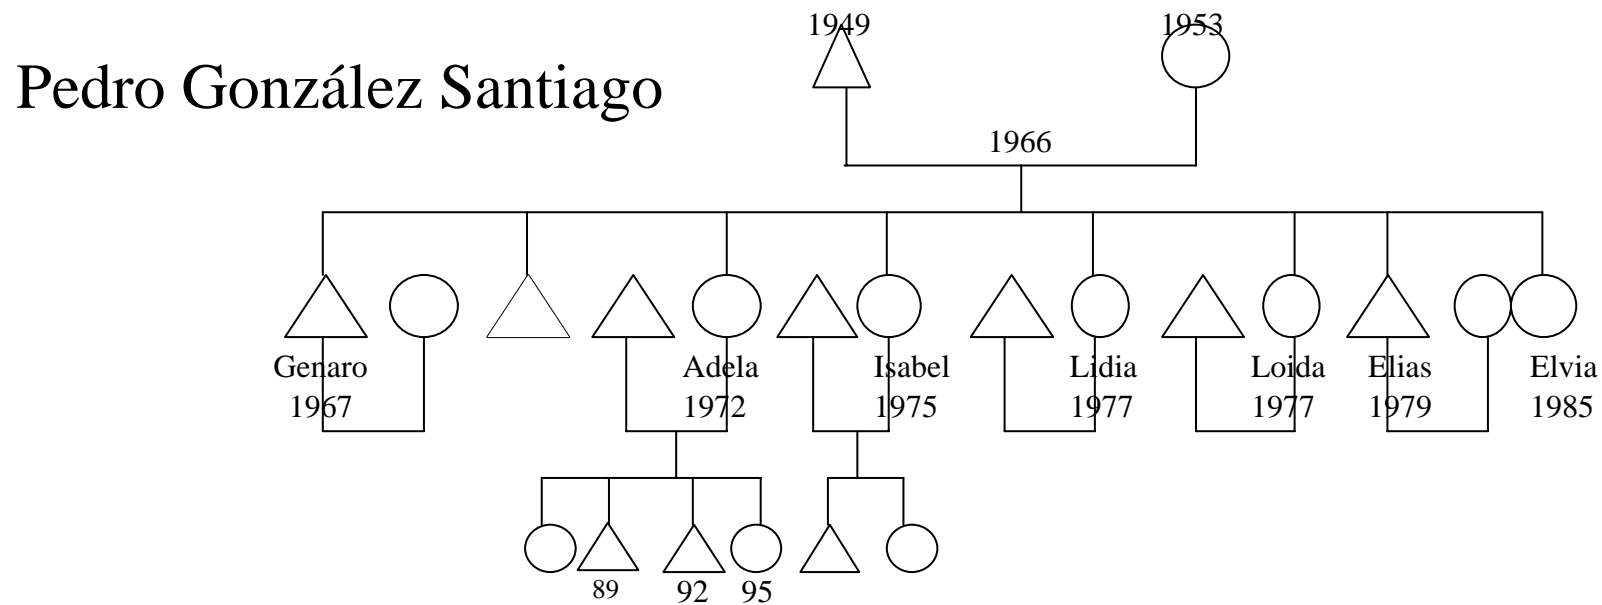 1949 1953
Pedro González Santiago
1966
Genaro Adela Isabel Lidia Loida Elias Elvia
1967 1972 1975 1977 1977 1979 1985
89 92 95